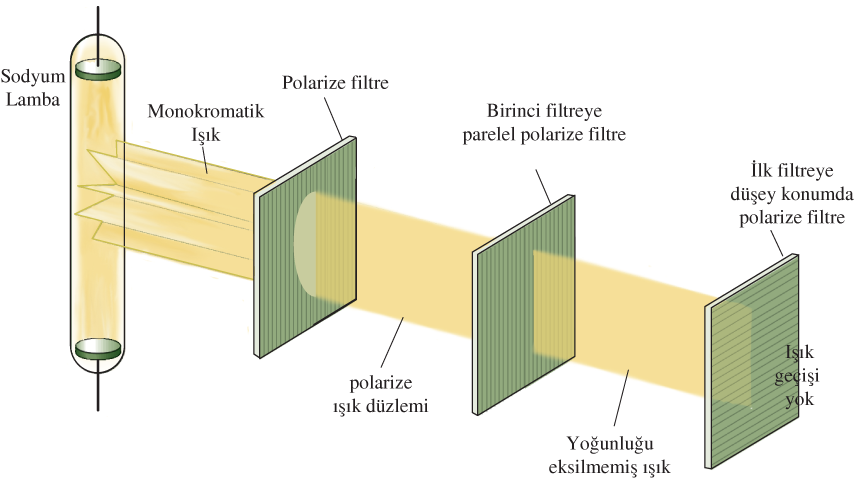 Sodyum
Lamba
Monokromatik
Işık
Polarize filtre
Birinci filtreye
parelel polarize filtre
İlk filtreye
düşey konumda
polarize filtre
polarize
ışık düzlemi
Yoğunluğu
eksilmemiş ışık
Işık
geçişi
yok